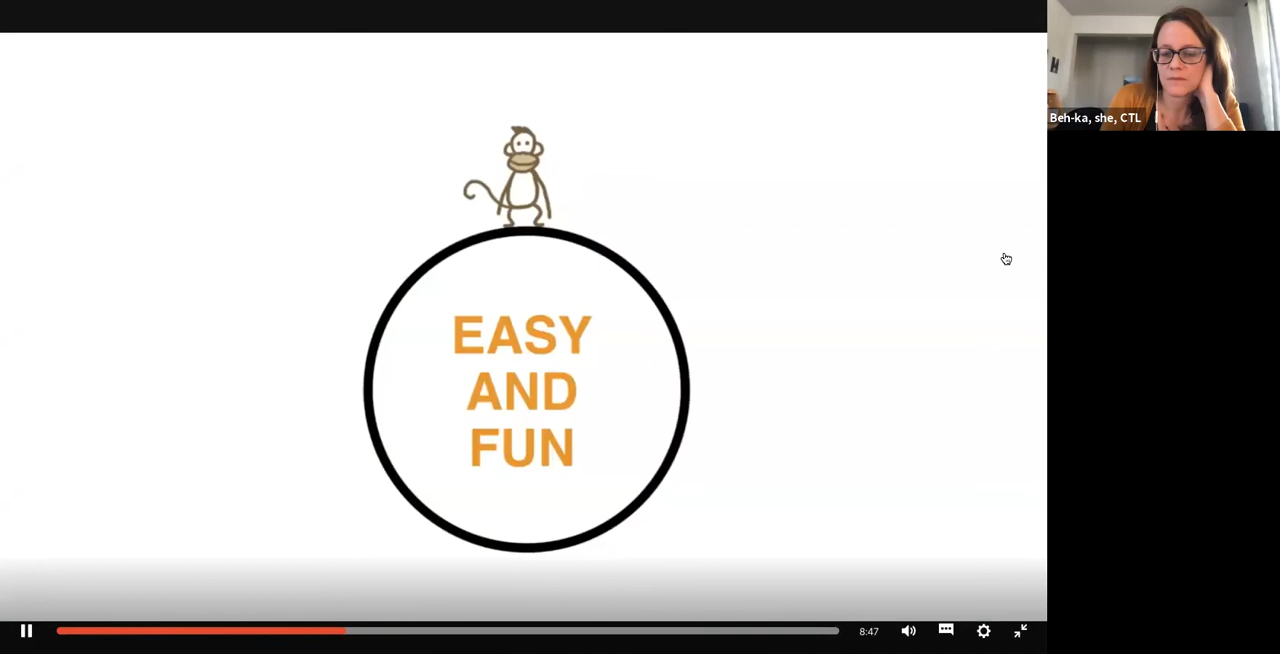 EASY
AND
FUN
Beh-ka, she, CTL
8:47